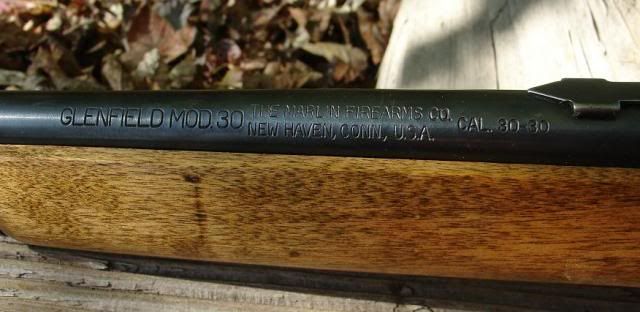 GLENFIELD MOD. 30
THE MARLIN FIREARMS CO.
NEW HAVEN, CONN, U.S.A.
CAL. 30-30